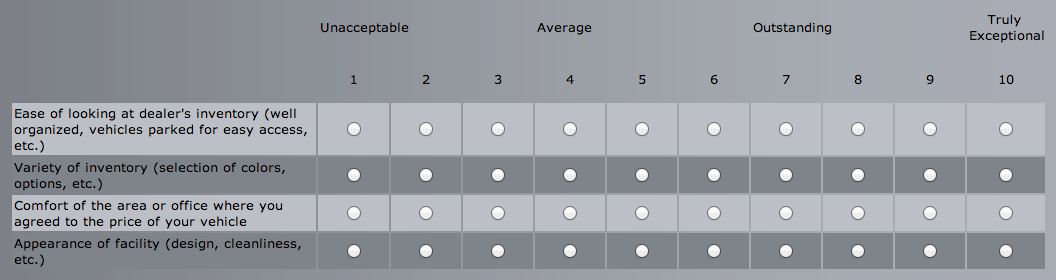 Unacceptable Average Outstanding Truly
Exceptional
1 2 3 4 5 6 7 8 9 10
Ease of looking at dealer's inventory (well
organized, vehicles parked for easy access,
etc.)
Variety of inventory (selection of colors,
options, etc.)
Comfort of the area or office where you
agreed to the price of your vehicle
Appearance of facility (design, cleanliness,
etc.)